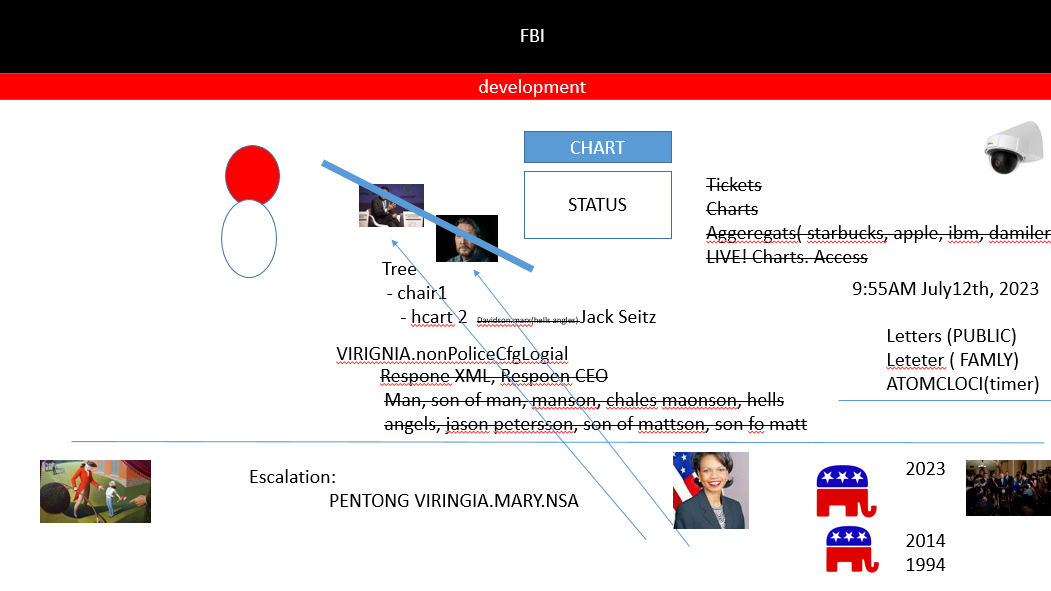 FBI
development
CHART
STATUS
Tickets
Charts
Aggeregats( starbucks, apple, ibm, damiler
LIVE! Charts. Access
Tree
- chair1
- hcart 2 Davidson.marx(hells angles) Jack Seitz
9:55AM July12th, 2023
Letters (PUBLIC)
Leteter ( FAMLY)
ATOMCLOCI(timer)
VIRIGNIA.nonPoliceCfgLogial
Respone XML, Respoen CEO
Man, son of man, manson, chales maonson, hells
angels, jason petersson, son of mattson, son fo matt
Escalation:
PENTONG VIRINGIA.MARY.NSA
2023
2014
1994